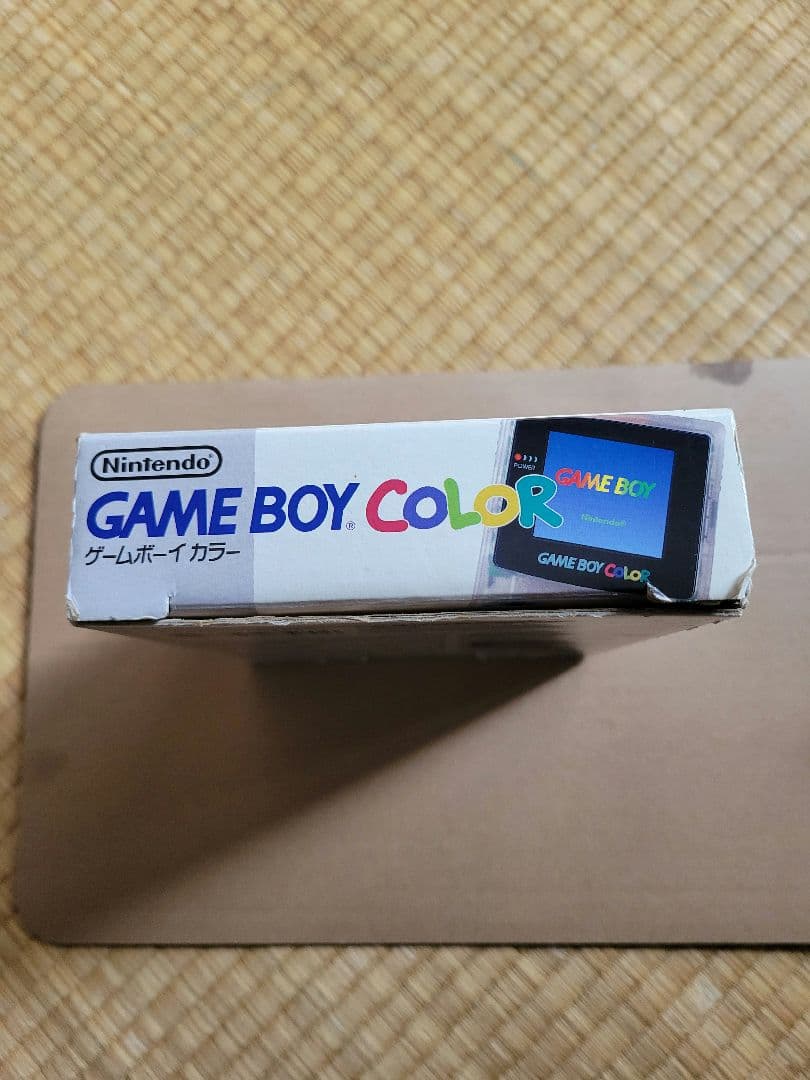 Nintendo®
GAME BOY® COLOR
ゲームボーイ カラー
POWER
GAME BOY
Nintendo®
GAME BOY COLOR